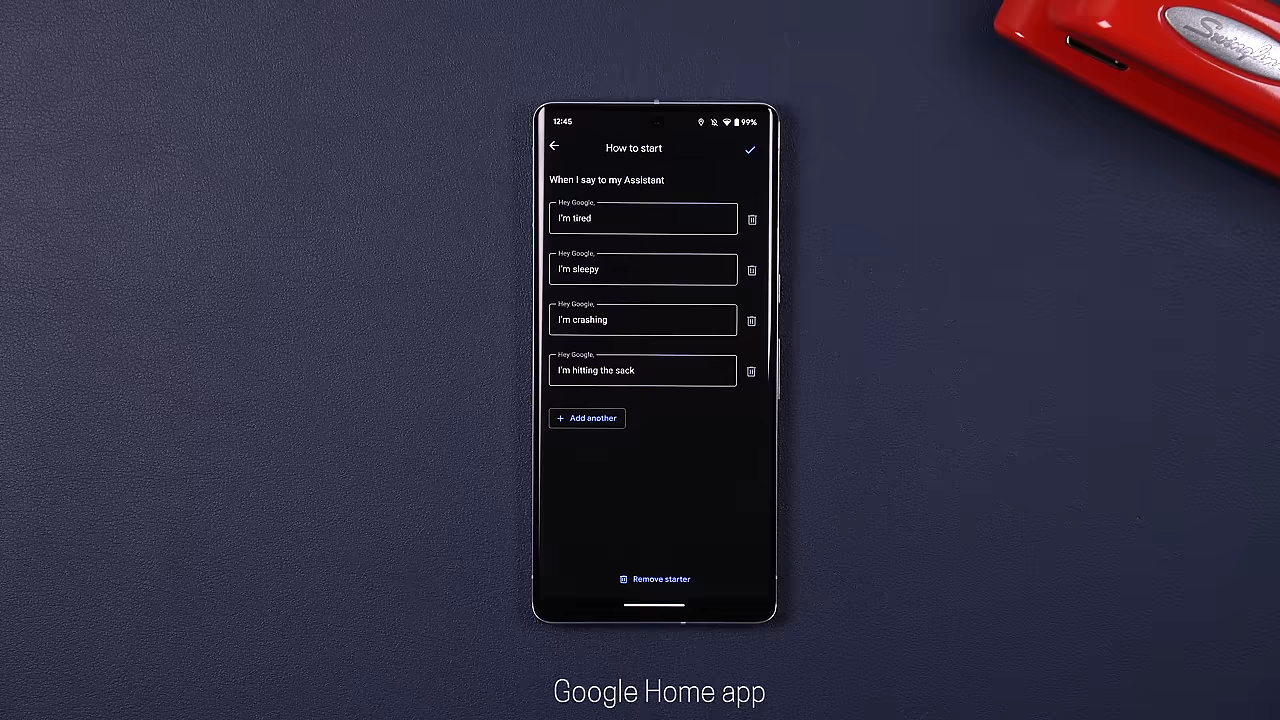 Swingline
12:45
99%
How to start
When I say to my Assistant
Hey Google,
I'm tired
Hey Google,
I'm sleepy
Hey Google,
I'm crashing
Hey Google,
I'm hitting the sack
+ Add another
Remove starter
Google Home app